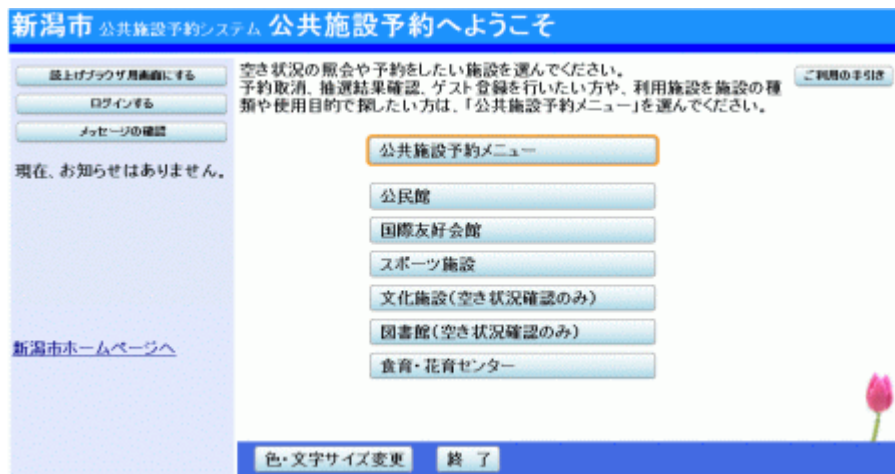 新潟市 公共施設予約システム 公共施設予約へようこそ
読上げブラウザ用画面にする
ログインする
メッセージの確認
現在、お知らせはありません。
新潟市ホームページへ
空き状況の照会や予約をしたい施設を選んでください。
予約取消、抽選結果確認、ゲスト登録を行いたい方や、利用施設を施設の種
類や使用目的で探したい方は、「公共施設予約メニュー」を選んでください。
ご利用の手引き
公共施設予約メニュー
公民館
国際友好会館
スポーツ施設
文化施設(空き状況確認のみ)
図書館(空き状況確認のみ)
食育・花育センター
色・文字サイズ変更
終 了